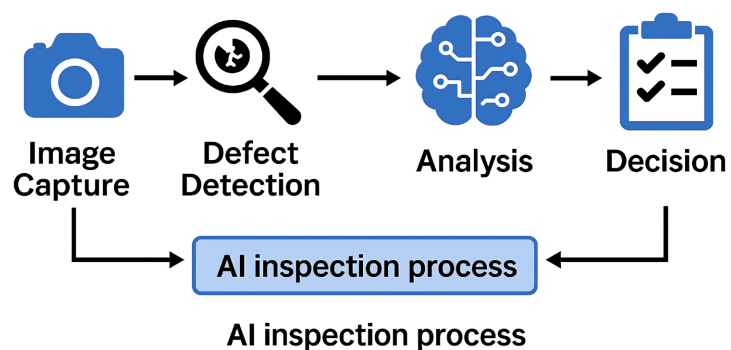 Image
Capture
Defect
Detection
Analysis
Decision
AI inspection process
AI inspection process